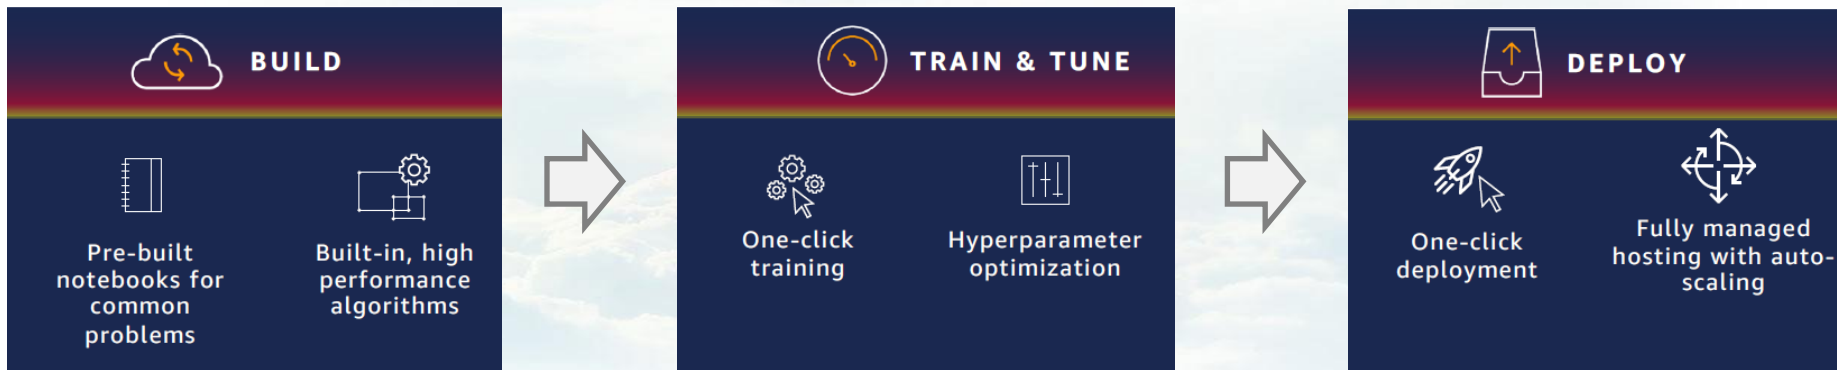 BUILD
Pre-built
notebooks for
common
problems
Built-in, high
performance
algorithms
TRAIN & TUNE
One-click
training
Hyperparameter
optimization
DEPLOY
One-click
deployment
Fully managed
hosting with auto-
scaling